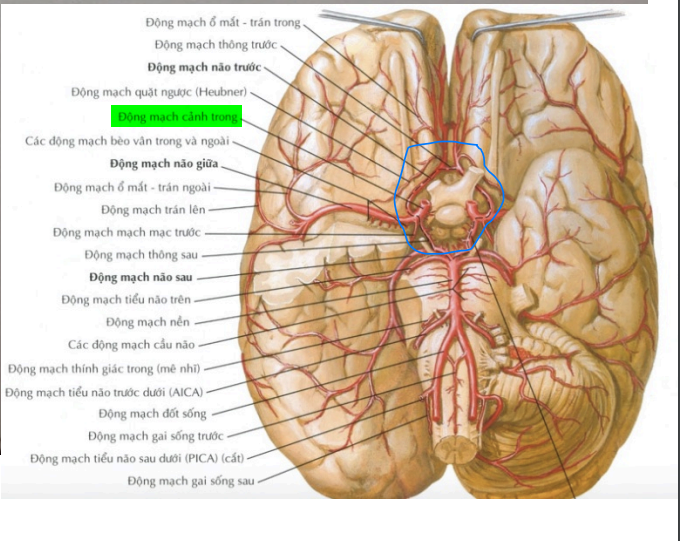 Động mạch ổ mắt - trán trong
Động mạch thông trước
Động mạch não trước
Động mạch quặt ngược (Heubner)
Động mạch cảnh trong
Các động mạch bèo vân trong và ngoài
Động mạch não giữa
Động mạch ổ mắt - trán ngoài
Động mạch trán lên
Động mạch mạch mạc trước
Động mạch thông sau
Động mạch não sau
Động mạch tiểu não trên
Động mạch nền
Các động mạch cầu não
Động mạch thính giác trong (mê nhĩ)
Động mạch tiểu não trước dưới (AICA)
Động mạch đốt sống
Động mạch gai sống trước
Động mạch tiểu não sau dưới (PICA) (cắt)
Động mạch gai sống sau